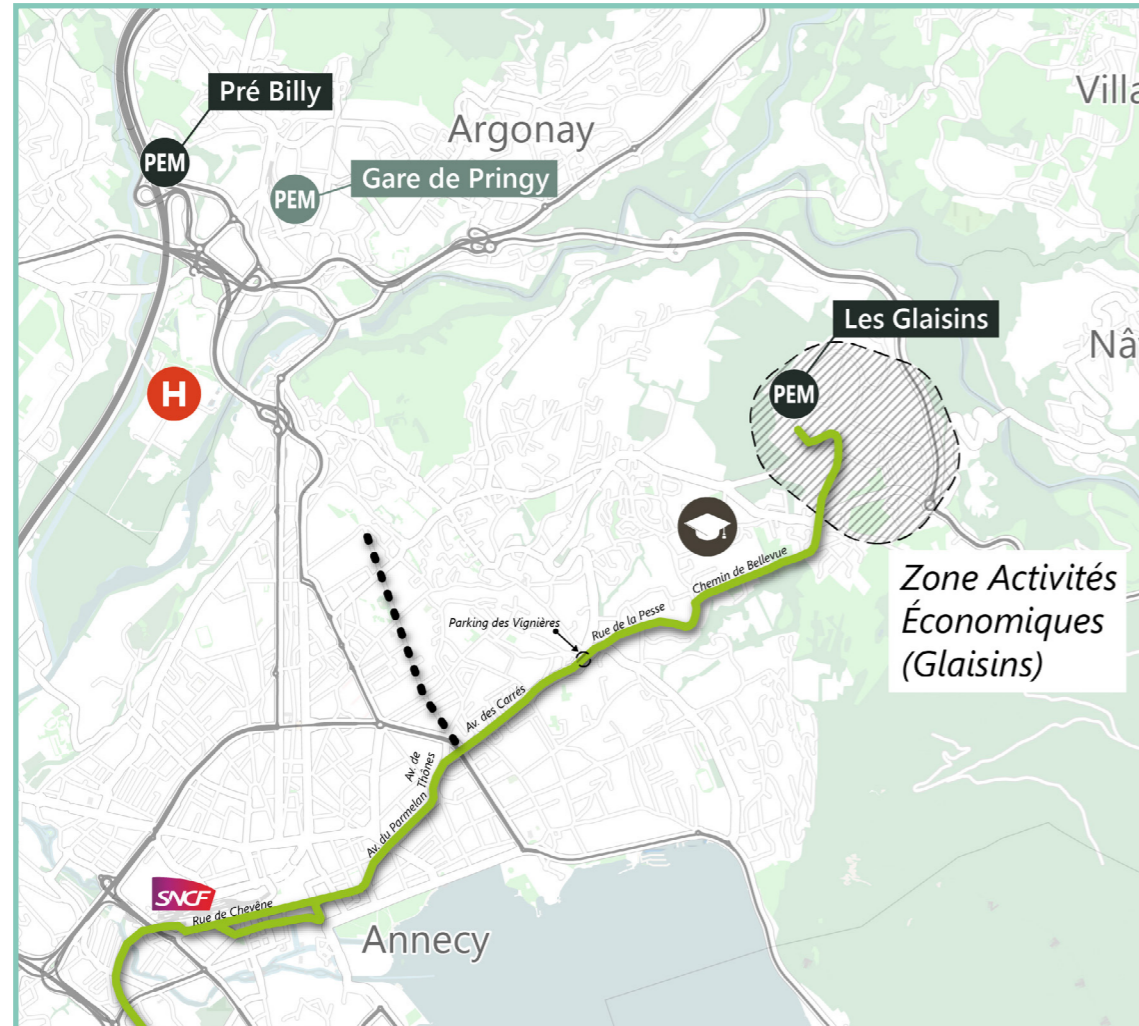 Villa
Pré Billy
Argonay
PEM
Gare de Pringy
PEM
Les Glaisins
Nâ
H
PEM
Zone Activités
Économiques
(Glaisins)
Chemin de Bellevue
Parking des Vignières
Rue de la Pesse
Av. des Carrés
Av. de
Thônes
Av. du Parmelan
SNCF
Rue de Chevêne
Annecy